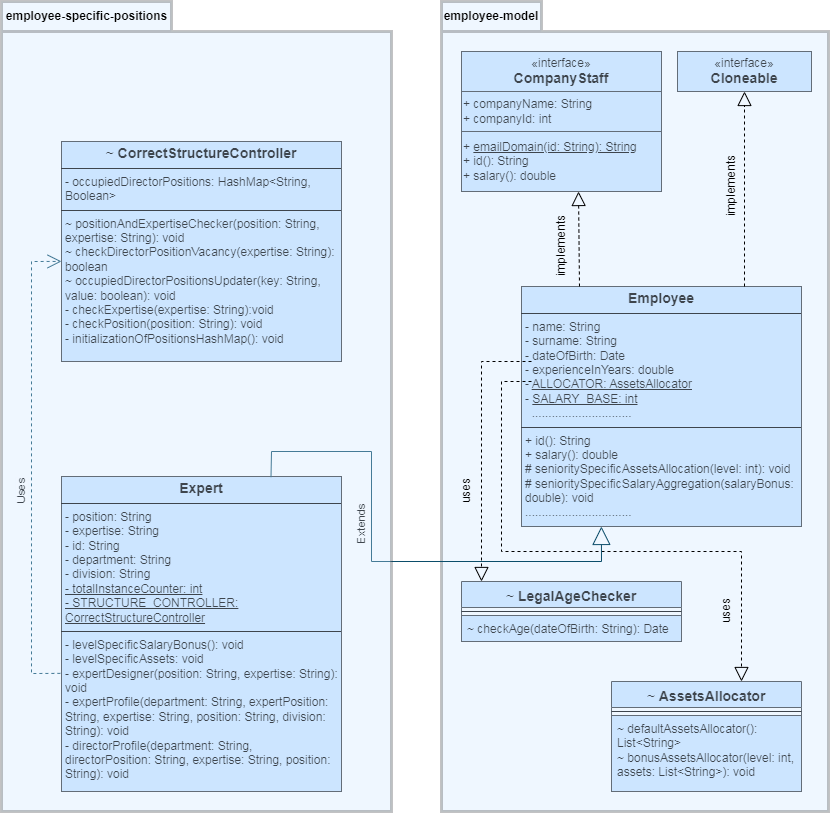 employee-specific-positions
~ CorrectStructureController
- occupiedDirectorPositions: HashMap<String,
Boolean>
~ positionAndExpertiseChecker(position: String,
expertise: String): void
~ checkDirectorPositionVacancy(expertise: String):
boolean
~ occupiedDirectorPositionsUpdater(key: String,
value: boolean): void
- checkExpertise(expertise: String):void
- checkPosition(position: String): void
- initializationOfPositionsHashMap(): void
Uses
Expert
- position: String
- expertise: String
- id: String
- department: String
- division: String
- totalInstanceCounter: int
- STRUCTURE_CONTROLLER:
CorrectStructureController
- levelSpecificSalaryBonus(): void
- levelSpecificAssets: void
- expertDesigner(position: String, expertise: String):
void
- expertProfile(department: String, expertPosition:
String, expertise: String, position: String, division:
String): void
- directorProfile(department: String,
directorPosition: String, expertise: String, position:
String): void
Extends
employee-model
«interface»
CompanyStaff
+ companyName: String
+ companyId: int
+ emailDomain(id: String): String
+ id(): String
+ salary(): double
«interface»
Cloneable
implements
implements
Employee
- name: String
- surname: String
- dateOfBirth: Date
- experienceInYears: double
- ALLOCATOR: AssetsAllocator
- SALARY_BASE: int
..............................
+ id(): String
+ salary(): double
# senioritySpecificAssetsAllocation(level: int): void
# senioritySpecificSalaryAggregation(salaryBonus:
double): void
................................
uses
~ LegalAgeChecker
~ checkAge(dateOfBirth: String): Date
uses
~ AssetsAllocator
~ defaultAssetsAllocator():
List<String>
~ bonusAssetsAllocator(level: int,
assets: List<String>): void